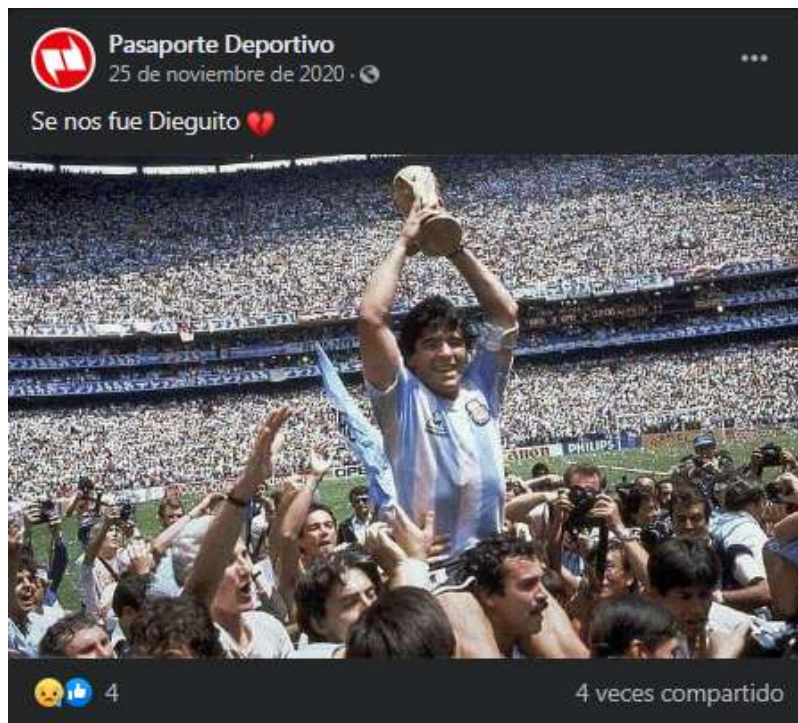 Pasaporte Deportivo
25 de noviembre de 2020
Se nos fue Dieguito
PHILIPS
4
4 veces compartido